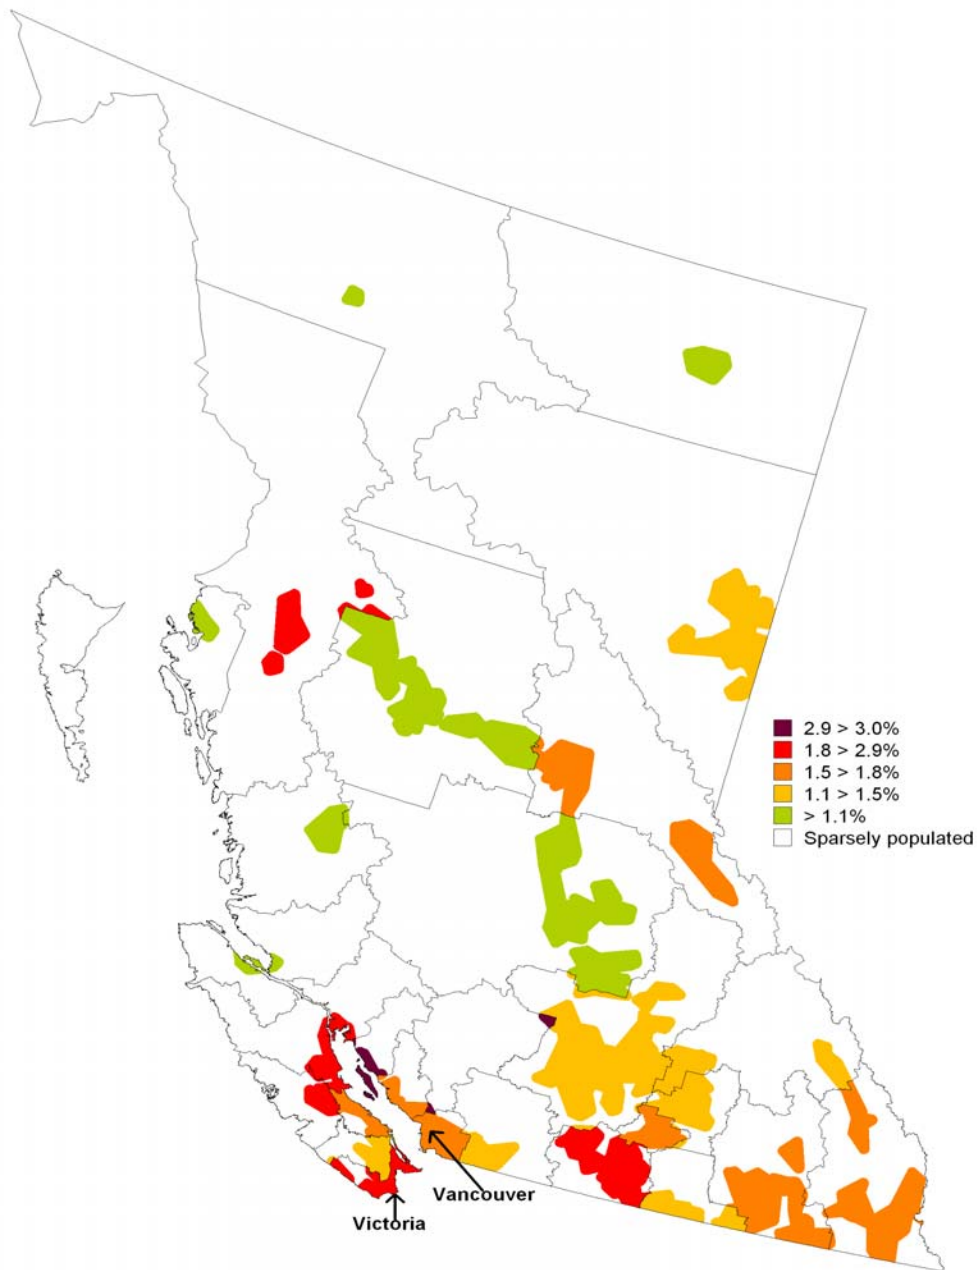 2.9 > 3.0%
1.8 > 2.9%
1.5 > 1.8%
1.1 > 1.5%
> 1.1%
Sparsely populated
Vancouver
Victoria